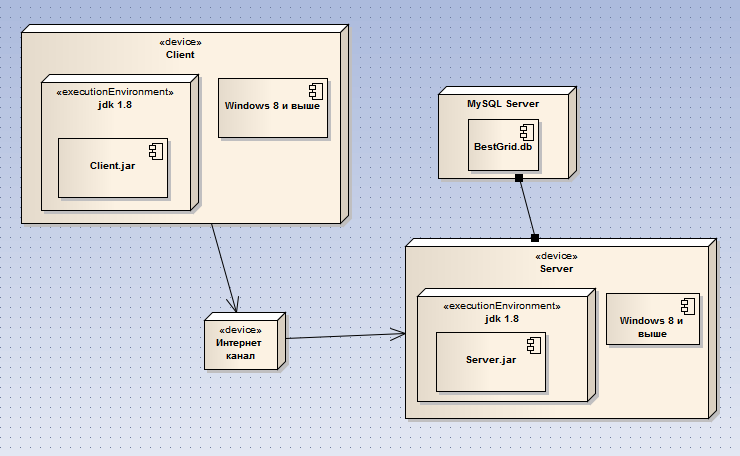 «device»
Client
«executionEnvironment»
jdk 1.8
Client.jar
Windows 8 и выше
MySQL Server
BestGrid.db
«device»
Интернет
канал
«device»
Server
«executionEnvironment»
jdk 1.8
Server.jar
Windows 8 и
выше